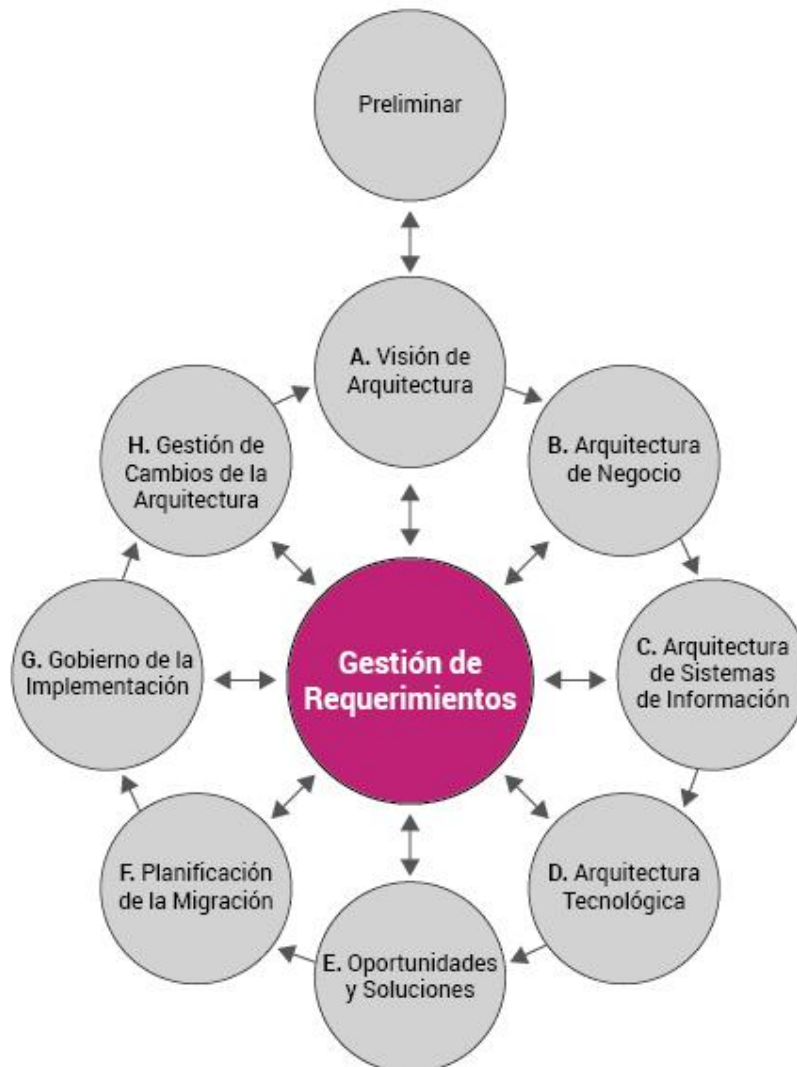 Preliminar
A. Visión de
Arquitectura
B. Arquitectura
de Negocio
C. Arquitectura
de Sistemas
de Información
D. Arquitectura
Tecnológica
E. Oportunidades
y Soluciones
F. Planificación
de la Migración
G. Gobierno de la
Implementación
H. Gestión de
Cambios de la
Arquitectura
Gestión de
Requerimientos